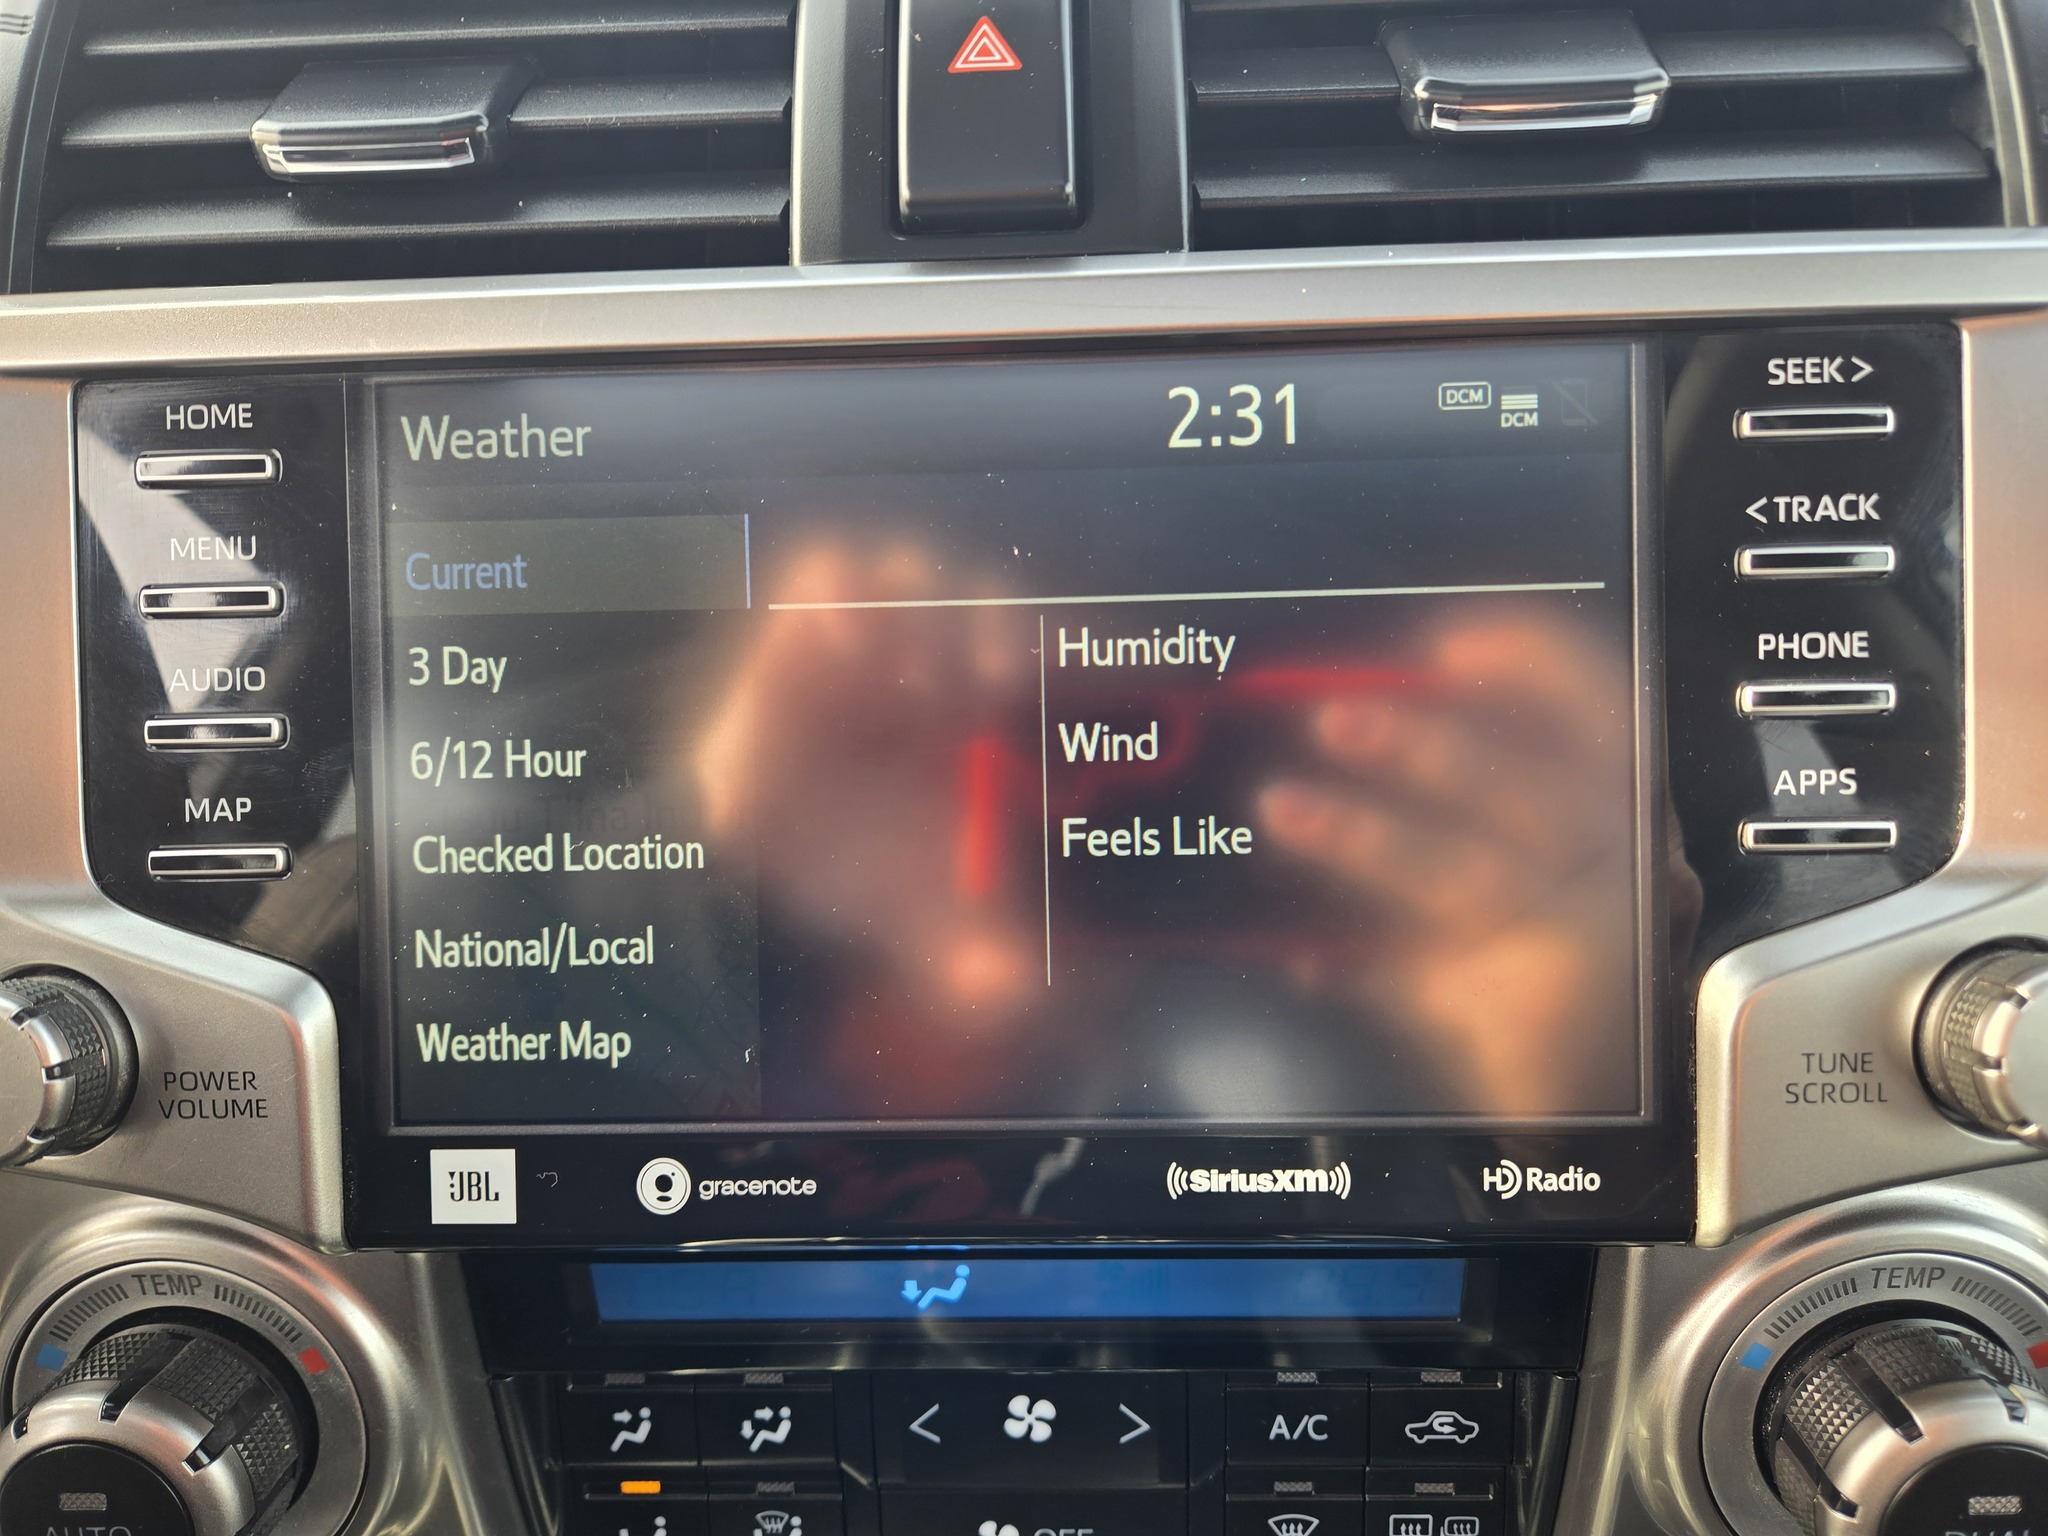 HOME
MENU
AUDIO
MAP
POWER
VOLUME
Weather
2:31
DCM
DCM
Current
3 Day
6/12 Hour
Checked Location
National/Local
Weather Map
Humidity
Wind
Feels Like
SEEK >
< TRACK
PHONE
APPS
TUNE
SCROLL
JBL
gracenote
SiriusXM
HD Radio
TEMP
TEMP
A/C
AUTO
OFF